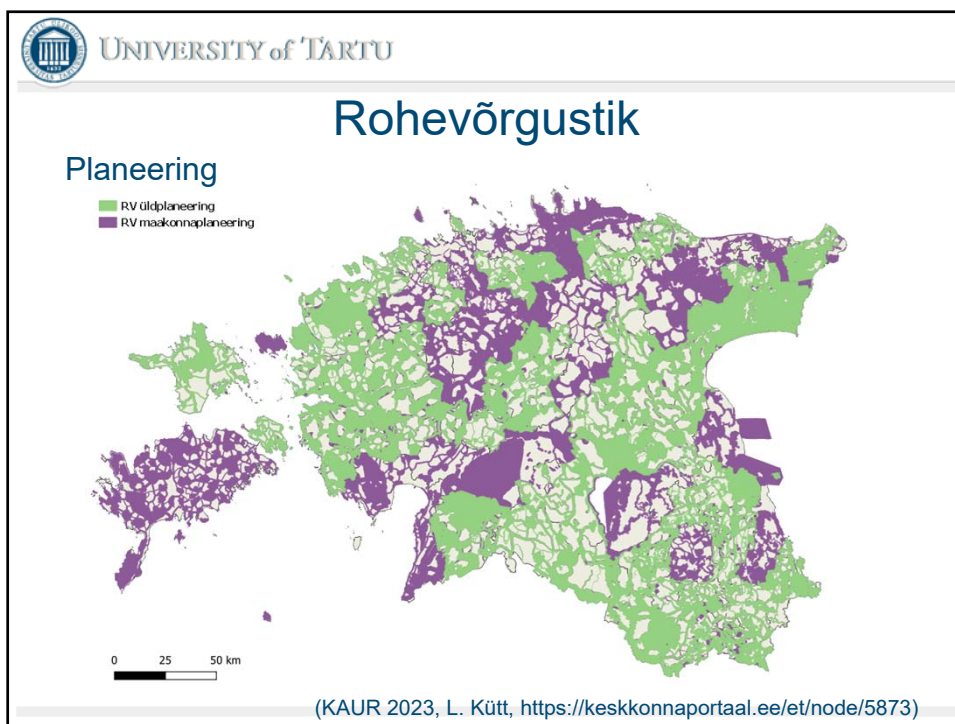 UNIVERSITY of TARTU
Rohevõrgustik
Planeering
RV üldplaneering
RV maakonnaplaneering
0 25 50 km
(KAUR 2023, L. Kütt, https://keskkonnaportaal.ee/et/node/5873)